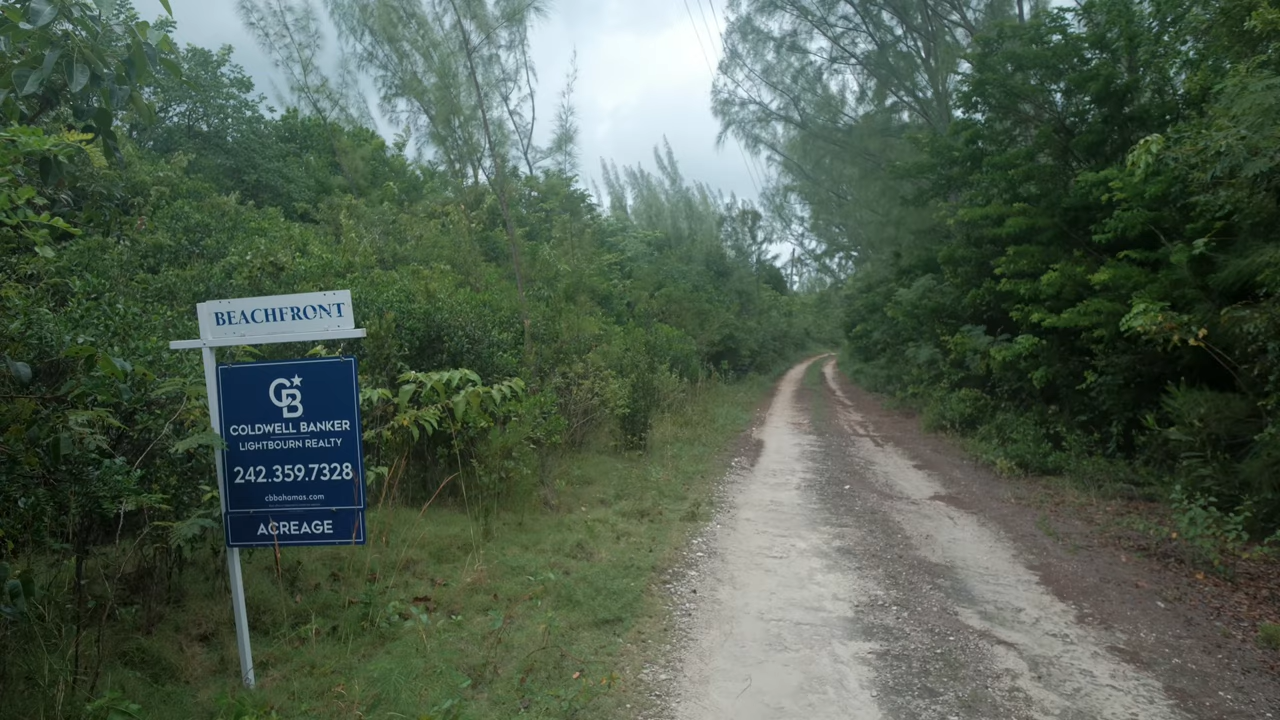 BEACHFRONT
CB
COLDWELL BANKER
LIGHTBOURN REALTY
242.359.7328
cbbahamas.com
ACREAGE